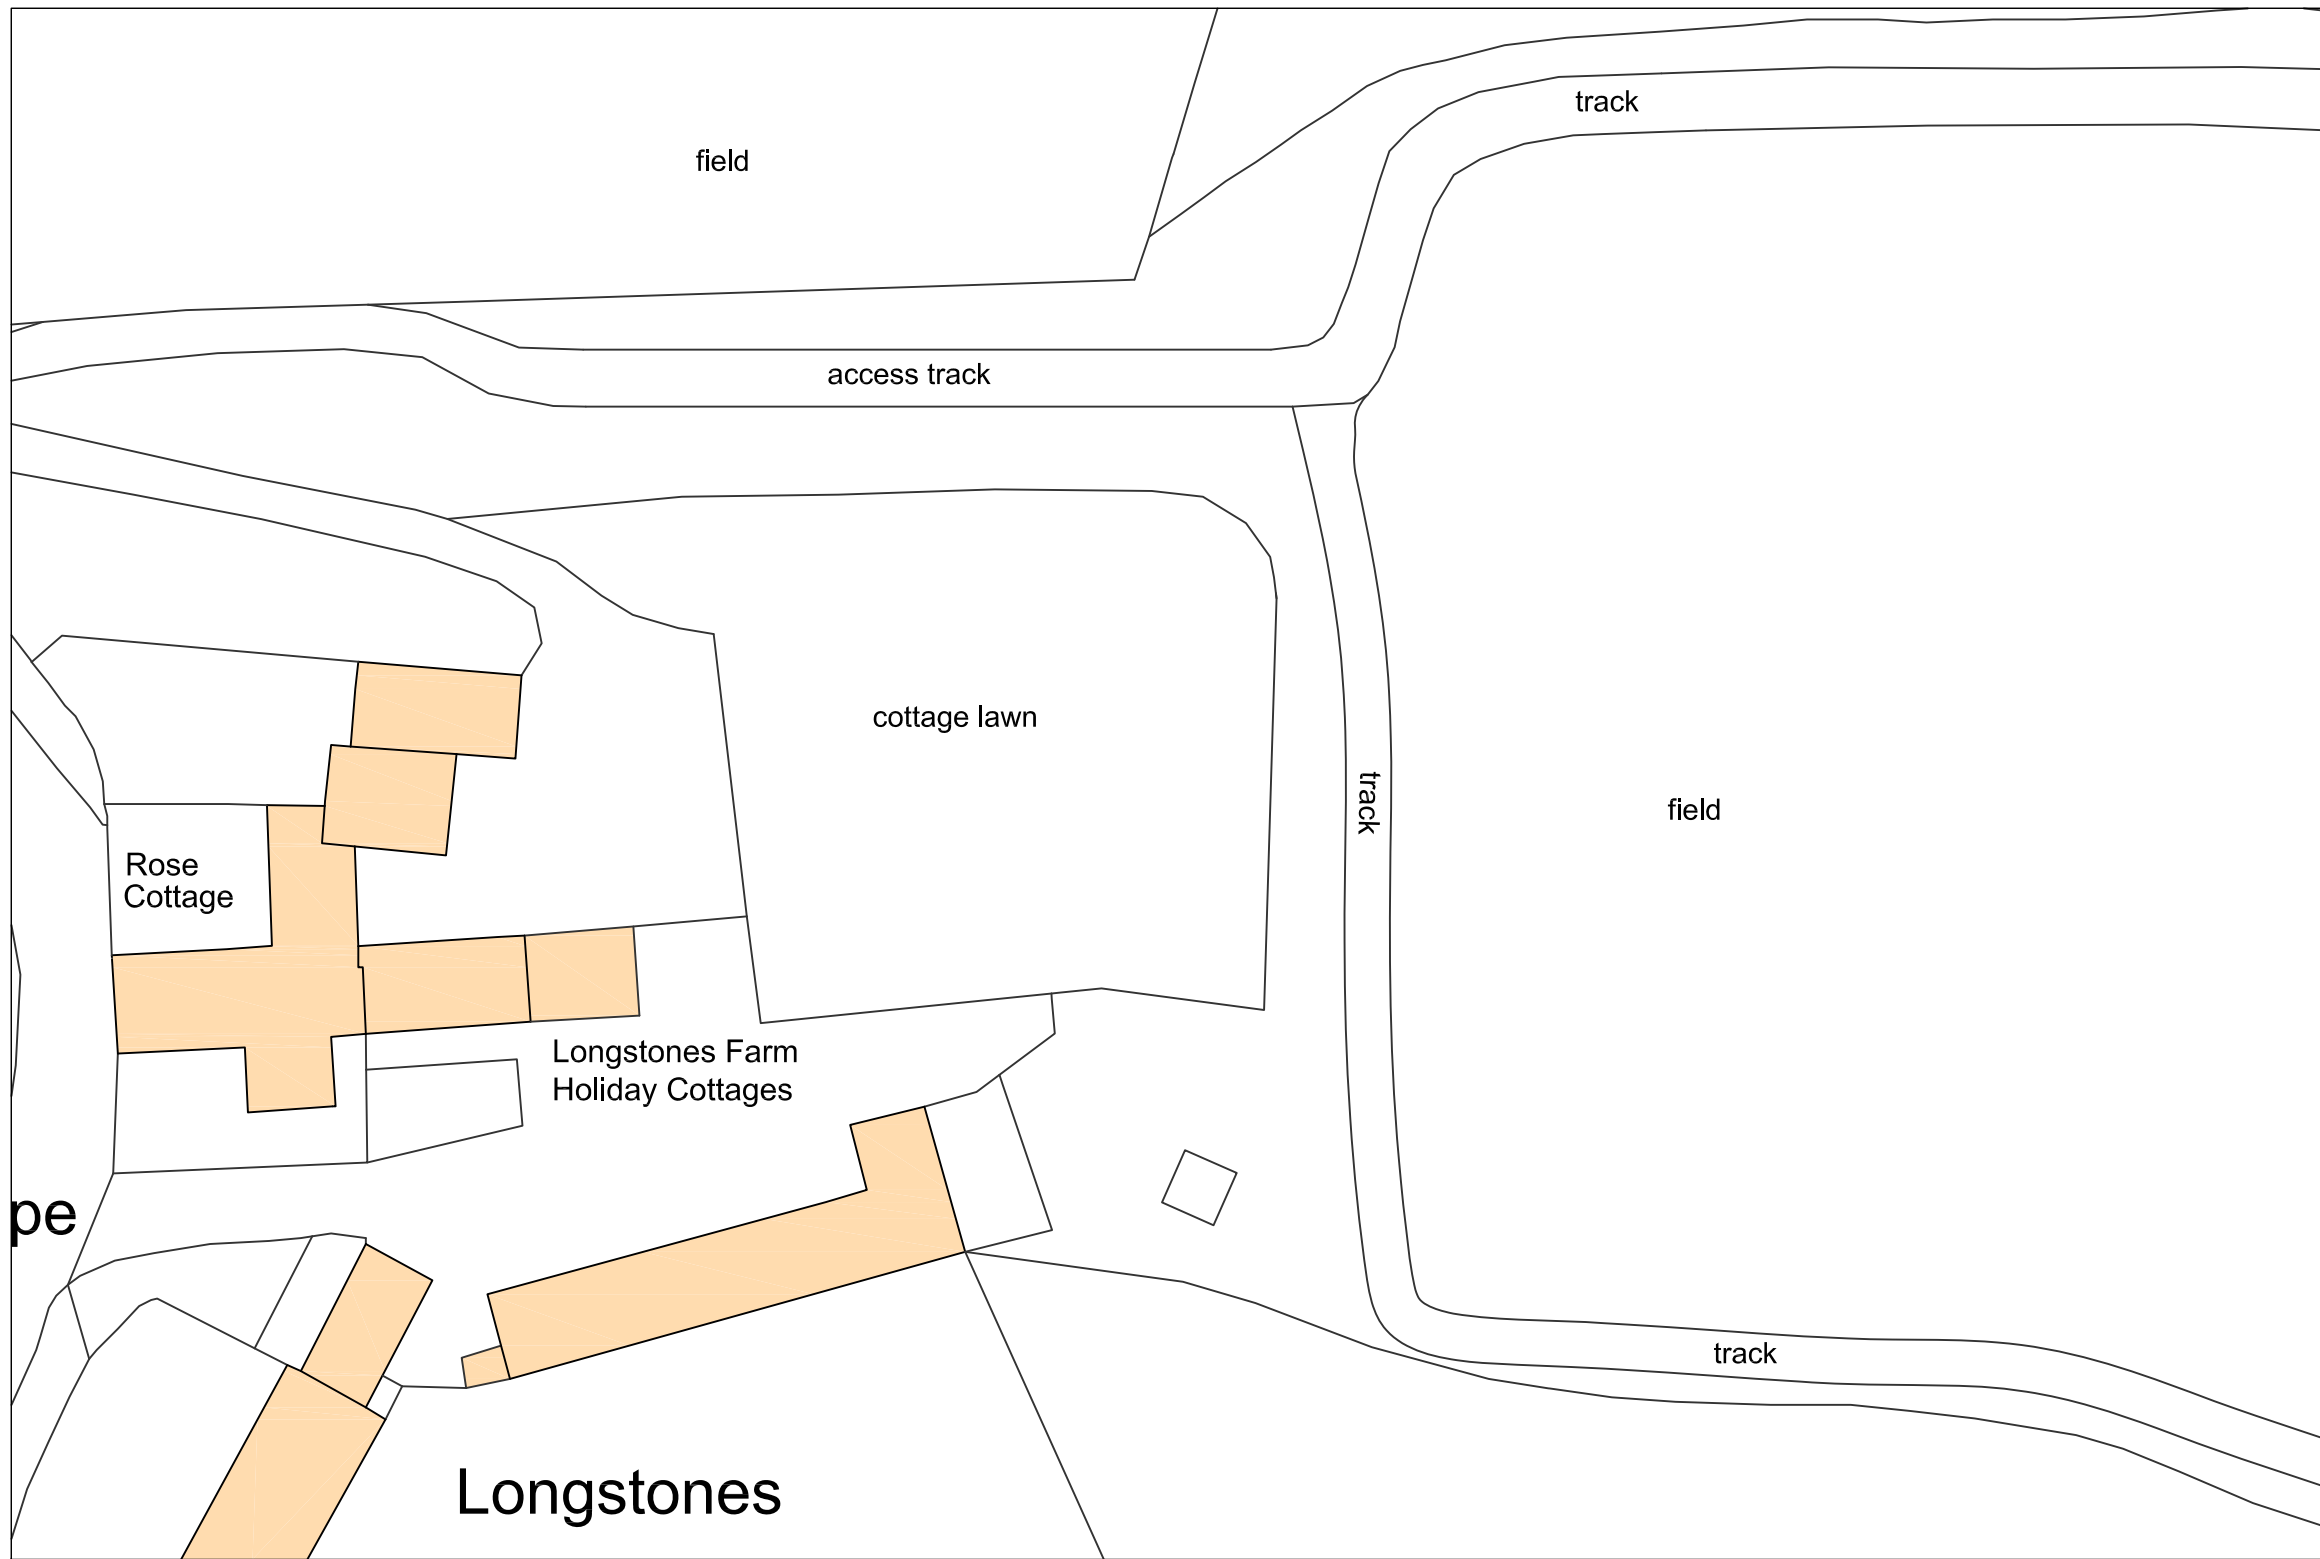 track
field
access track
cottage lawn
track
field
Rose
Cottage
Longstones Farm
Holiday Cottages
pe
track
Longstones